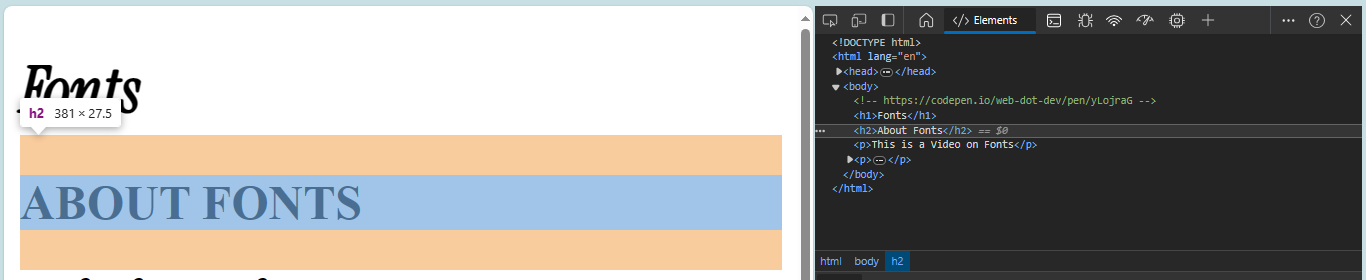 Fonts
h2 381 × 27.5
ABOUT FONTS
Elements
<!DOCTYPE html>
<html lang="en">
<head>⋯</head>
<body>
<!-- https://codepen.io/web-dot-dev/pen/yLojraG -->
<h1>Fonts</h1>
<h2>About Fonts</h2> == $0
<p>This is a Video on Fonts</p>
<p>⋯</p>
</body>
</html>
html body h2